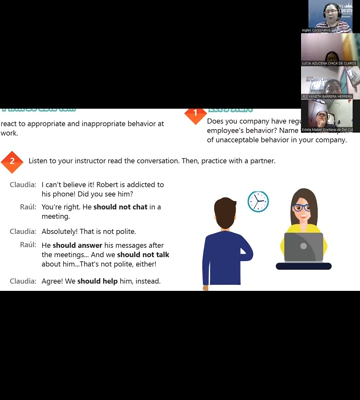 react to appropriate and inappropriate behavior at
work.
1
Does you company have
employee's behavior? Name
of unacceptable behavior in your company.
2 Listen to your instructor read the conversation. Then, practice with a partner.
Claudia: I can't believe it! Robert is addicted to
his phone! Did you see him?
Raúl: You're right. He should not chat in a
meeting.
Claudia: Absolutely! That is not polite.
Raúl: He should answer his messages after
the meetings... And we should not talk
about him...That's not polite, either!
Claudia: Agree! We should help him, instead.